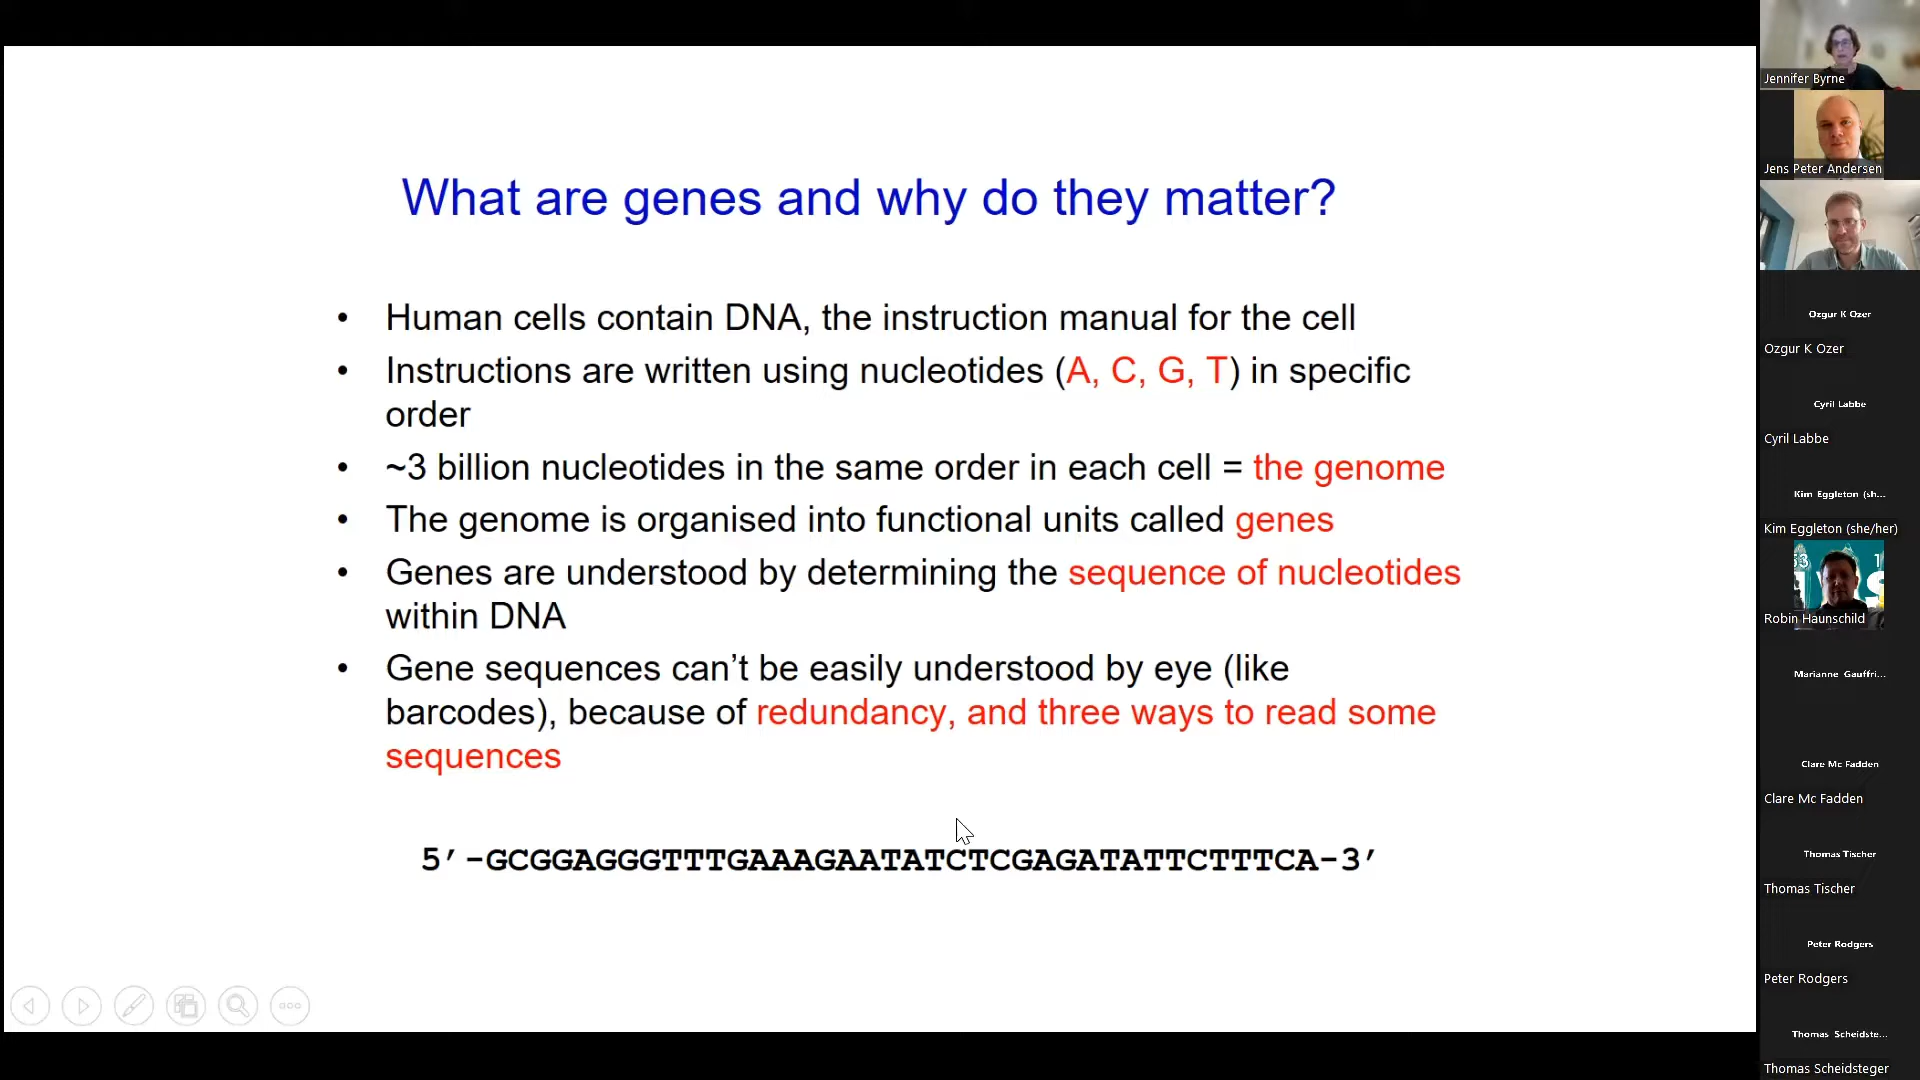 What are genes and why do they matter?
• Human cells contain DNA, the instruction manual for the cell
• Instructions are written using nucleotides (A, C, G, T) in specific
order
• ~3 billion nucleotides in the same order in each cell = the genome
• The genome is organised into functional units called genes
• Genes are understood by determining the sequence of nucleotides
within DNA
• Gene sequences can’t be easily understood by eye (like
barcodes), because of redundancy, and three ways to read some
sequences
5′-GCGGAGGGTTTGAAAGAATATCTCGAGATATTCTTTCA-3′
Jennifer Byrne
Jens Peter Andersen
Ozgur K Ozer
Ozgur K Ozer
Cyril Labbe
Cyril Labbe
Kim Eggleton (sh...
Kim Eggleton (she/her)
Robin Haunschild
Marianne Gauffri...
Clare Mc Fadden
Clare Mc Fadden
Thomas Tischer
Thomas Tischer
Peter Rodgers
Peter Rodgers
Thomas Scheidste...
Thomas Scheidsteger